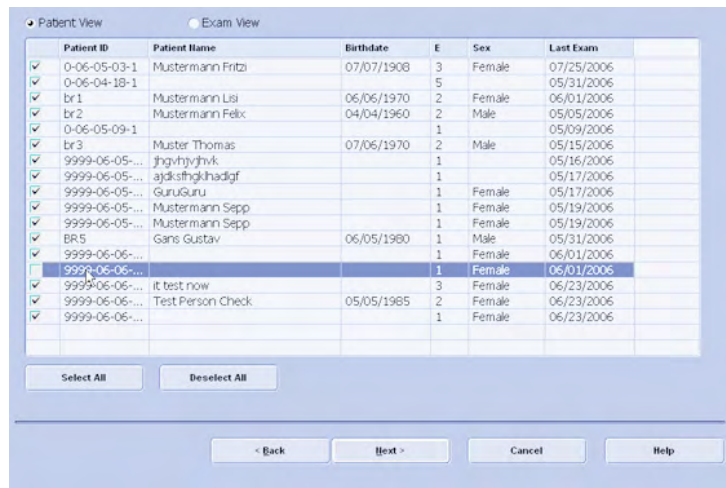 Patient View Exam View
Patient ID Patient Name Birthdate E Sex Last Exam
0-06-05-03-1 Mustermann Fritzi 07/07/1908 3 Female 07/25/2006
0-06-04-18-1 5 05/31/2006
br1 Mustermann Lisi 06/06/1970 2 Female 06/01/2006
br2 Mustermann Felix 04/04/1960 2 Male 05/05/2006
0-06-05-09-1 1 05/09/2006
br3 Muster Thomas 07/06/1970 2 Male 05/15/2006
9999-06-05-... jhgvhjvjhvk 1 05/16/2006
9999-06-05-... ajdksfhgklhadlgf 1 05/17/2006
9999-06-05-... GuruGuru 1 Female 05/17/2006
9999-06-05-... Mustermann Sepp 1 Female 05/19/2006
9999-06-05-... Mustermann Sepp 1 Female 05/19/2006
BR5 Gans Gustav 06/05/1980 1 Male 05/31/2006
9999-06-06-... 1 Female 06/01/2006
9999-06-06-... 1 Female 06/01/2006
9999-06-06-... it test now 3 Female 06/23/2006
9999-06-06-... Test Person Check 05/05/1985 2 Female 06/23/2006
9999-06-06-... 1 Female 06/23/2006
Select All Deselect All
< Back Next > Cancel Help